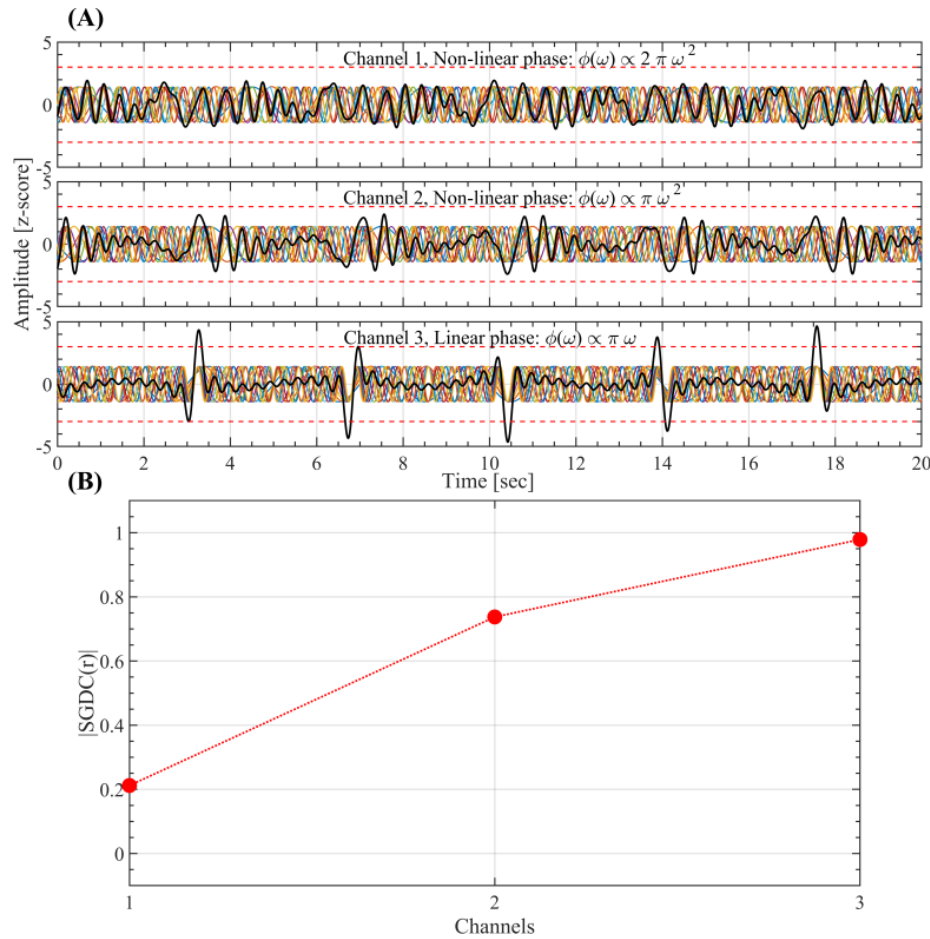 (A)
5
Channel 1, Non-linear phase: ϕ(ω) ∝ 2 π ω²
0
-5
5
Channel 2, Non-linear phase: ϕ(ω) ∝ π ω²
Amplitude [z-score]
0
-5
5
Channel 3, Linear phase: ϕ(ω) ∝ π ω
0
-5
0 2 4 6 8 10 12 14 16 18 20
Time [sec]
(B)
1
0.8
0.6
|SGDC(r)|
0.4
0.2
0
1 2 3
Channels